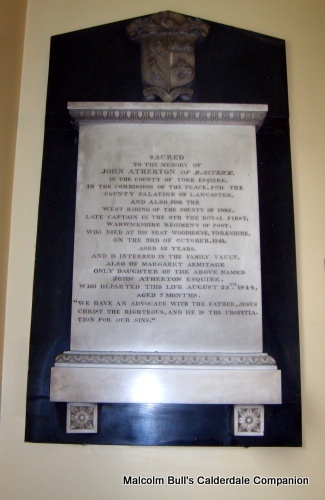 SACRED
TO THE MEMORY OF
JOHN ATHERTON OF RASTRICK,
IN THE COUNTY OF YORK ESQUIRE,
IN THE COMMISSION OF THE PEACE, FOR THE
COUNTY PALATINE OF LANCASTER,
AND ALSO FOR THE
WEST RIDING OF THE COUNTY OF YORK,
LATE CAPTAIN IN THE 6TH THE ROYAL FIRST,
WARWICKSHIRE REGIMENT OF FOOT,
WHO DIED AT HIS SEAT WOODHOUSE, YORKSHIRE,
ON THE 3RD OF OCTOBER,
AGED YEARS.
AND IS INTERRED IN THE FAMILY VAULT.
ALSO OF MARGARET ARMITAGE
ONLY DAUGHTER OF THE ABOVE NAMED
JOHN ATHERTON ESQUIRE,
WHO DEPARTED THIS LIFE AUGUST 25TH 1844,
AGED 7 MONTHS.
"WE HAVE AN ADVOCATE WITH THE FATHER, JESUS
CHRIST THE RIGHTEOUS, AND HE IS THE PROPITIA-
TION FOR OUR SINS."
Malcolm Bull's Calderdale Companion